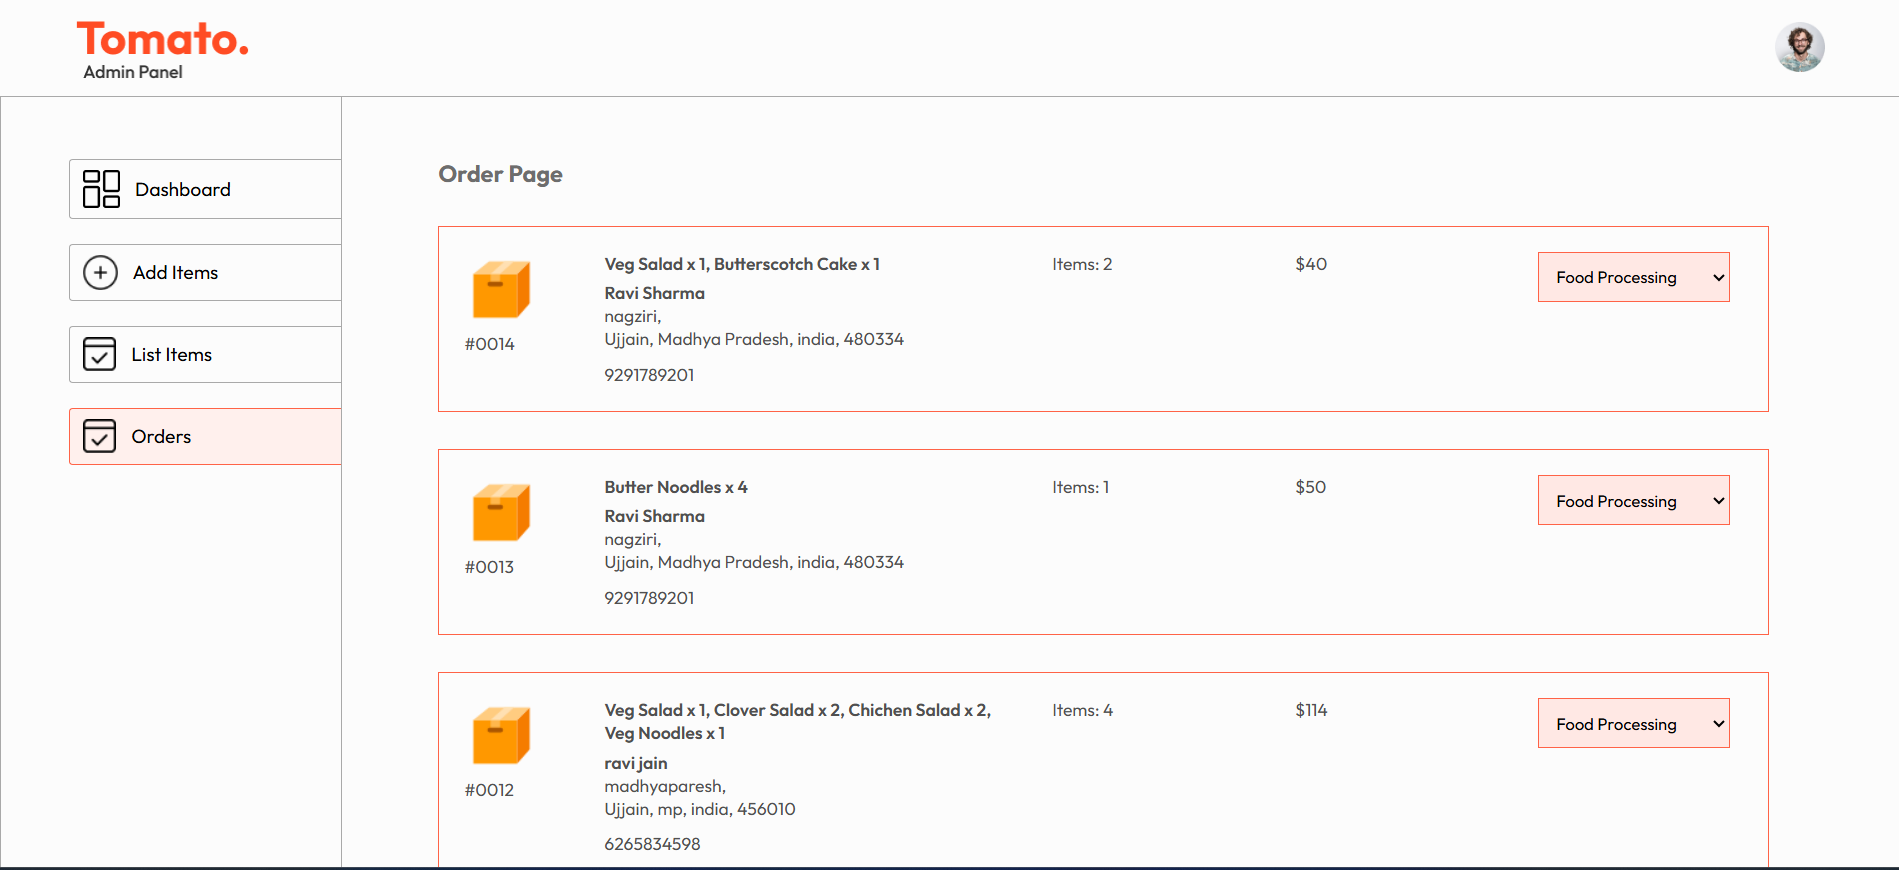 Tomato.
Admin Panel
Dashboard
Add Items
List Items
Orders
Order Page
Veg Salad x 1, Butterscotch Cake x 1
Items: 2
$40
Food Processing
Ravi Sharma
nagziri,
Ujjain, Madhya Pradesh, india, 480334
#0014
9291789201
Butter Noodles x 4
Items: 1
$50
Food Processing
Ravi Sharma
nagziri,
Ujjain, Madhya Pradesh, india, 480334
#0013
9291789201
Veg Salad x 1, Clover Salad x 2, Chichen Salad x 2,
Veg Noodles x 1
Items: 4
$114
Food Processing
ravi jain
madhyaparesh,
#0012
Ujjain, mp, india, 456010
6265834598